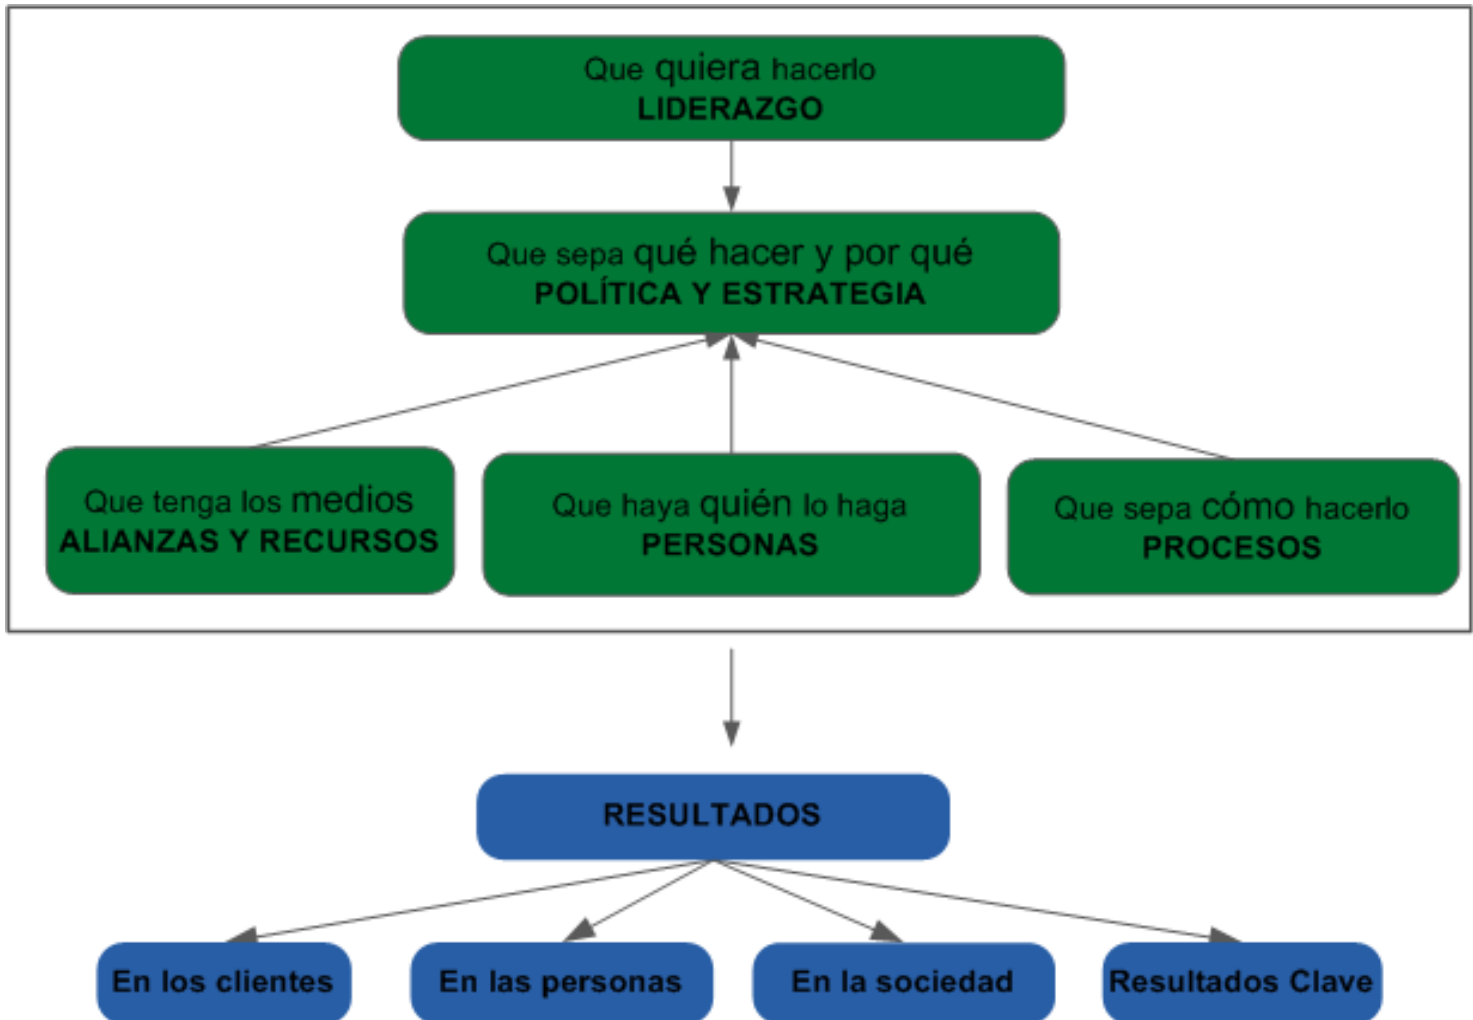 Que quiera hacerlo
LIDERAZGO
Que sepa qué hacer y por qué
POLÍTICA Y ESTRATEGIA
Que tenga los medios
ALIANZAS Y RECURSOS
Que haya quién lo haga
PERSONAS
Que sepa cómo hacerlo
PROCESOS
RESULTADOS
En los clientes
En las personas
En la sociedad
Resultados Clave